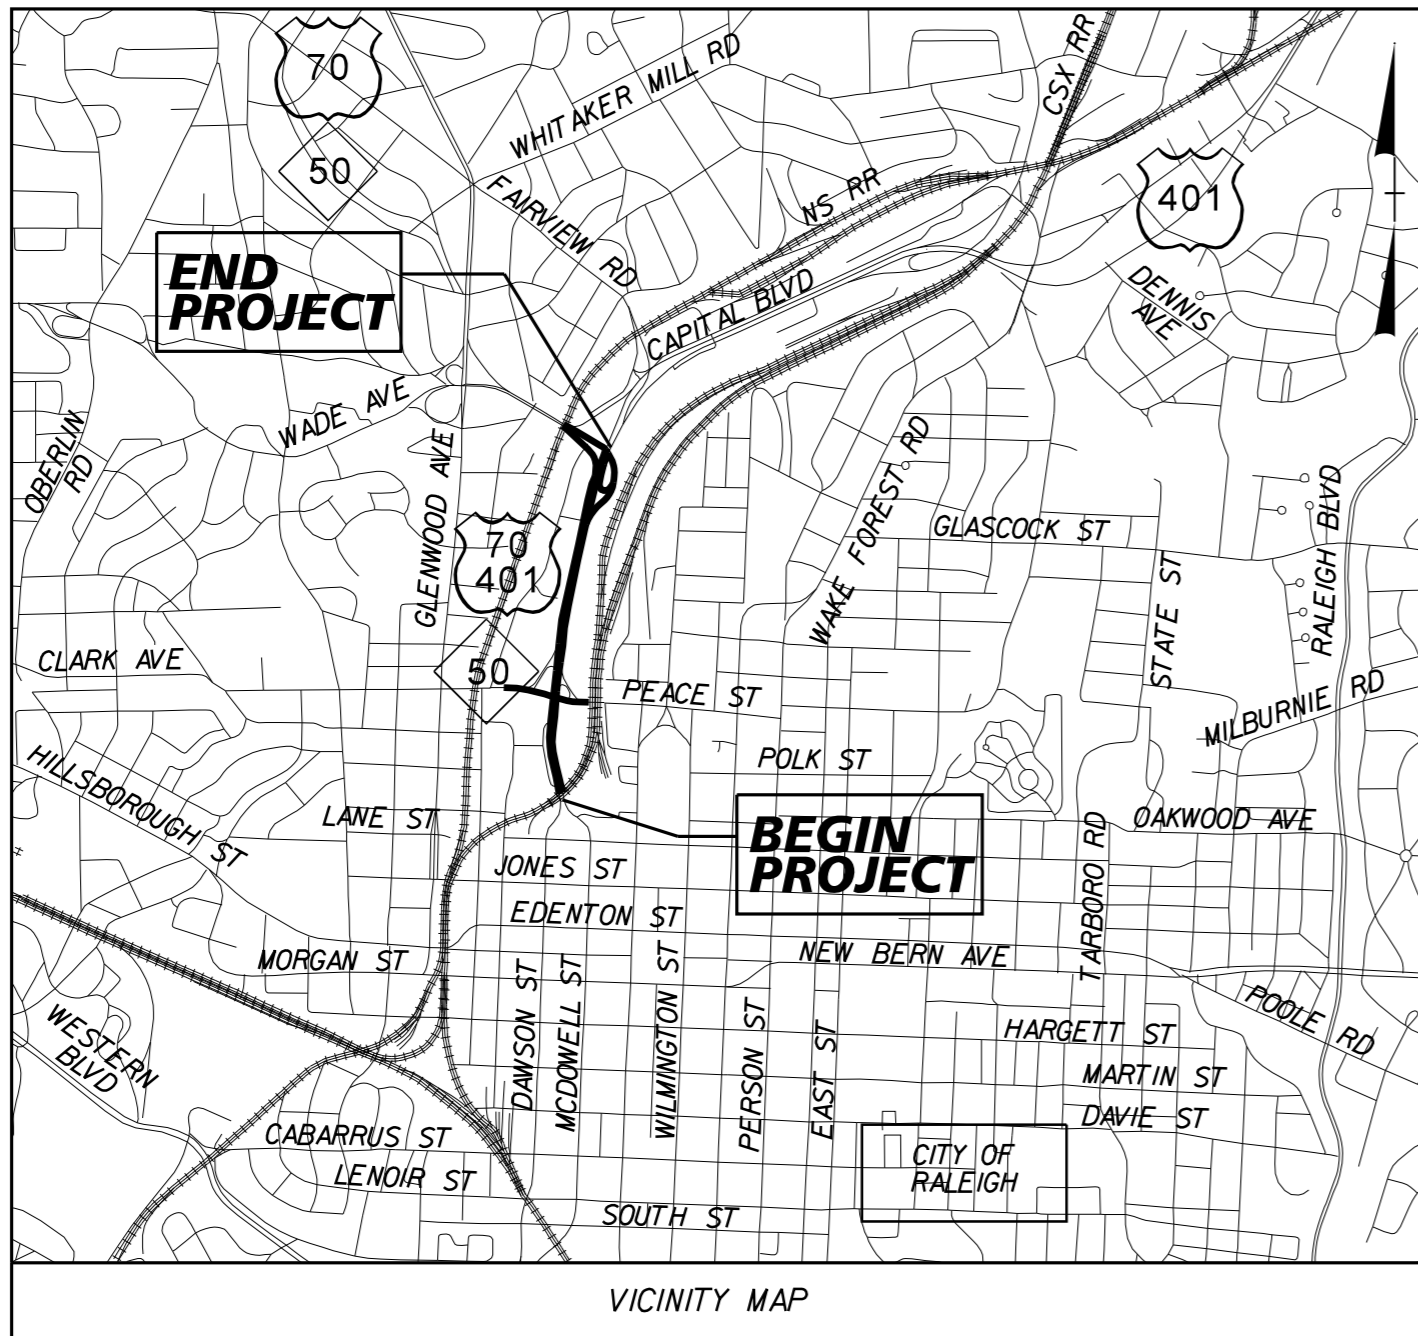 70
50
WHITAKER MILL RD
CSX RR
401
FAIRVIEW RD
NS RR
END
PROJECT
CAPITAL BLVD
DENNIS
AVE
WADE AVE
OBERLIN
RD
GLENWOOD AVE
WAKE FOREST RD
GLASCOCK ST
RALEIGH BLVD
70
401
STATE ST
CLARK AVE
50
PEACE ST
MILBURNIE RD
HILLSBOROUGH ST
POLK ST
LANE ST
BEGIN
PROJECT
OAKWOOD AVE
TARBORO RD
JONES ST
EDENTON ST
NEW BERN AVE
MORGAN ST
DAWSON ST
MCDOWELL ST
WILMINGTON ST
PERSON ST
EAST ST
HARGETT ST
POOLE RD
WESTERN
BLVD
MARTIN ST
DAVIE ST
CABARRUS ST
CITY OF
RALEIGH
LENOIR ST
SOUTH ST
VICINITY MAP